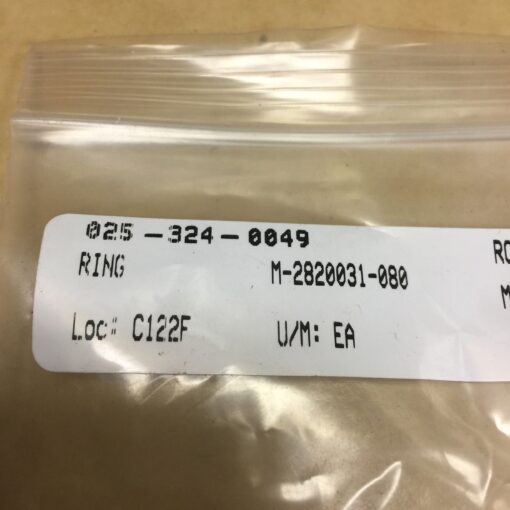 025-324-0049
RING M-2820031-080
Loc# C122F U/M: EA